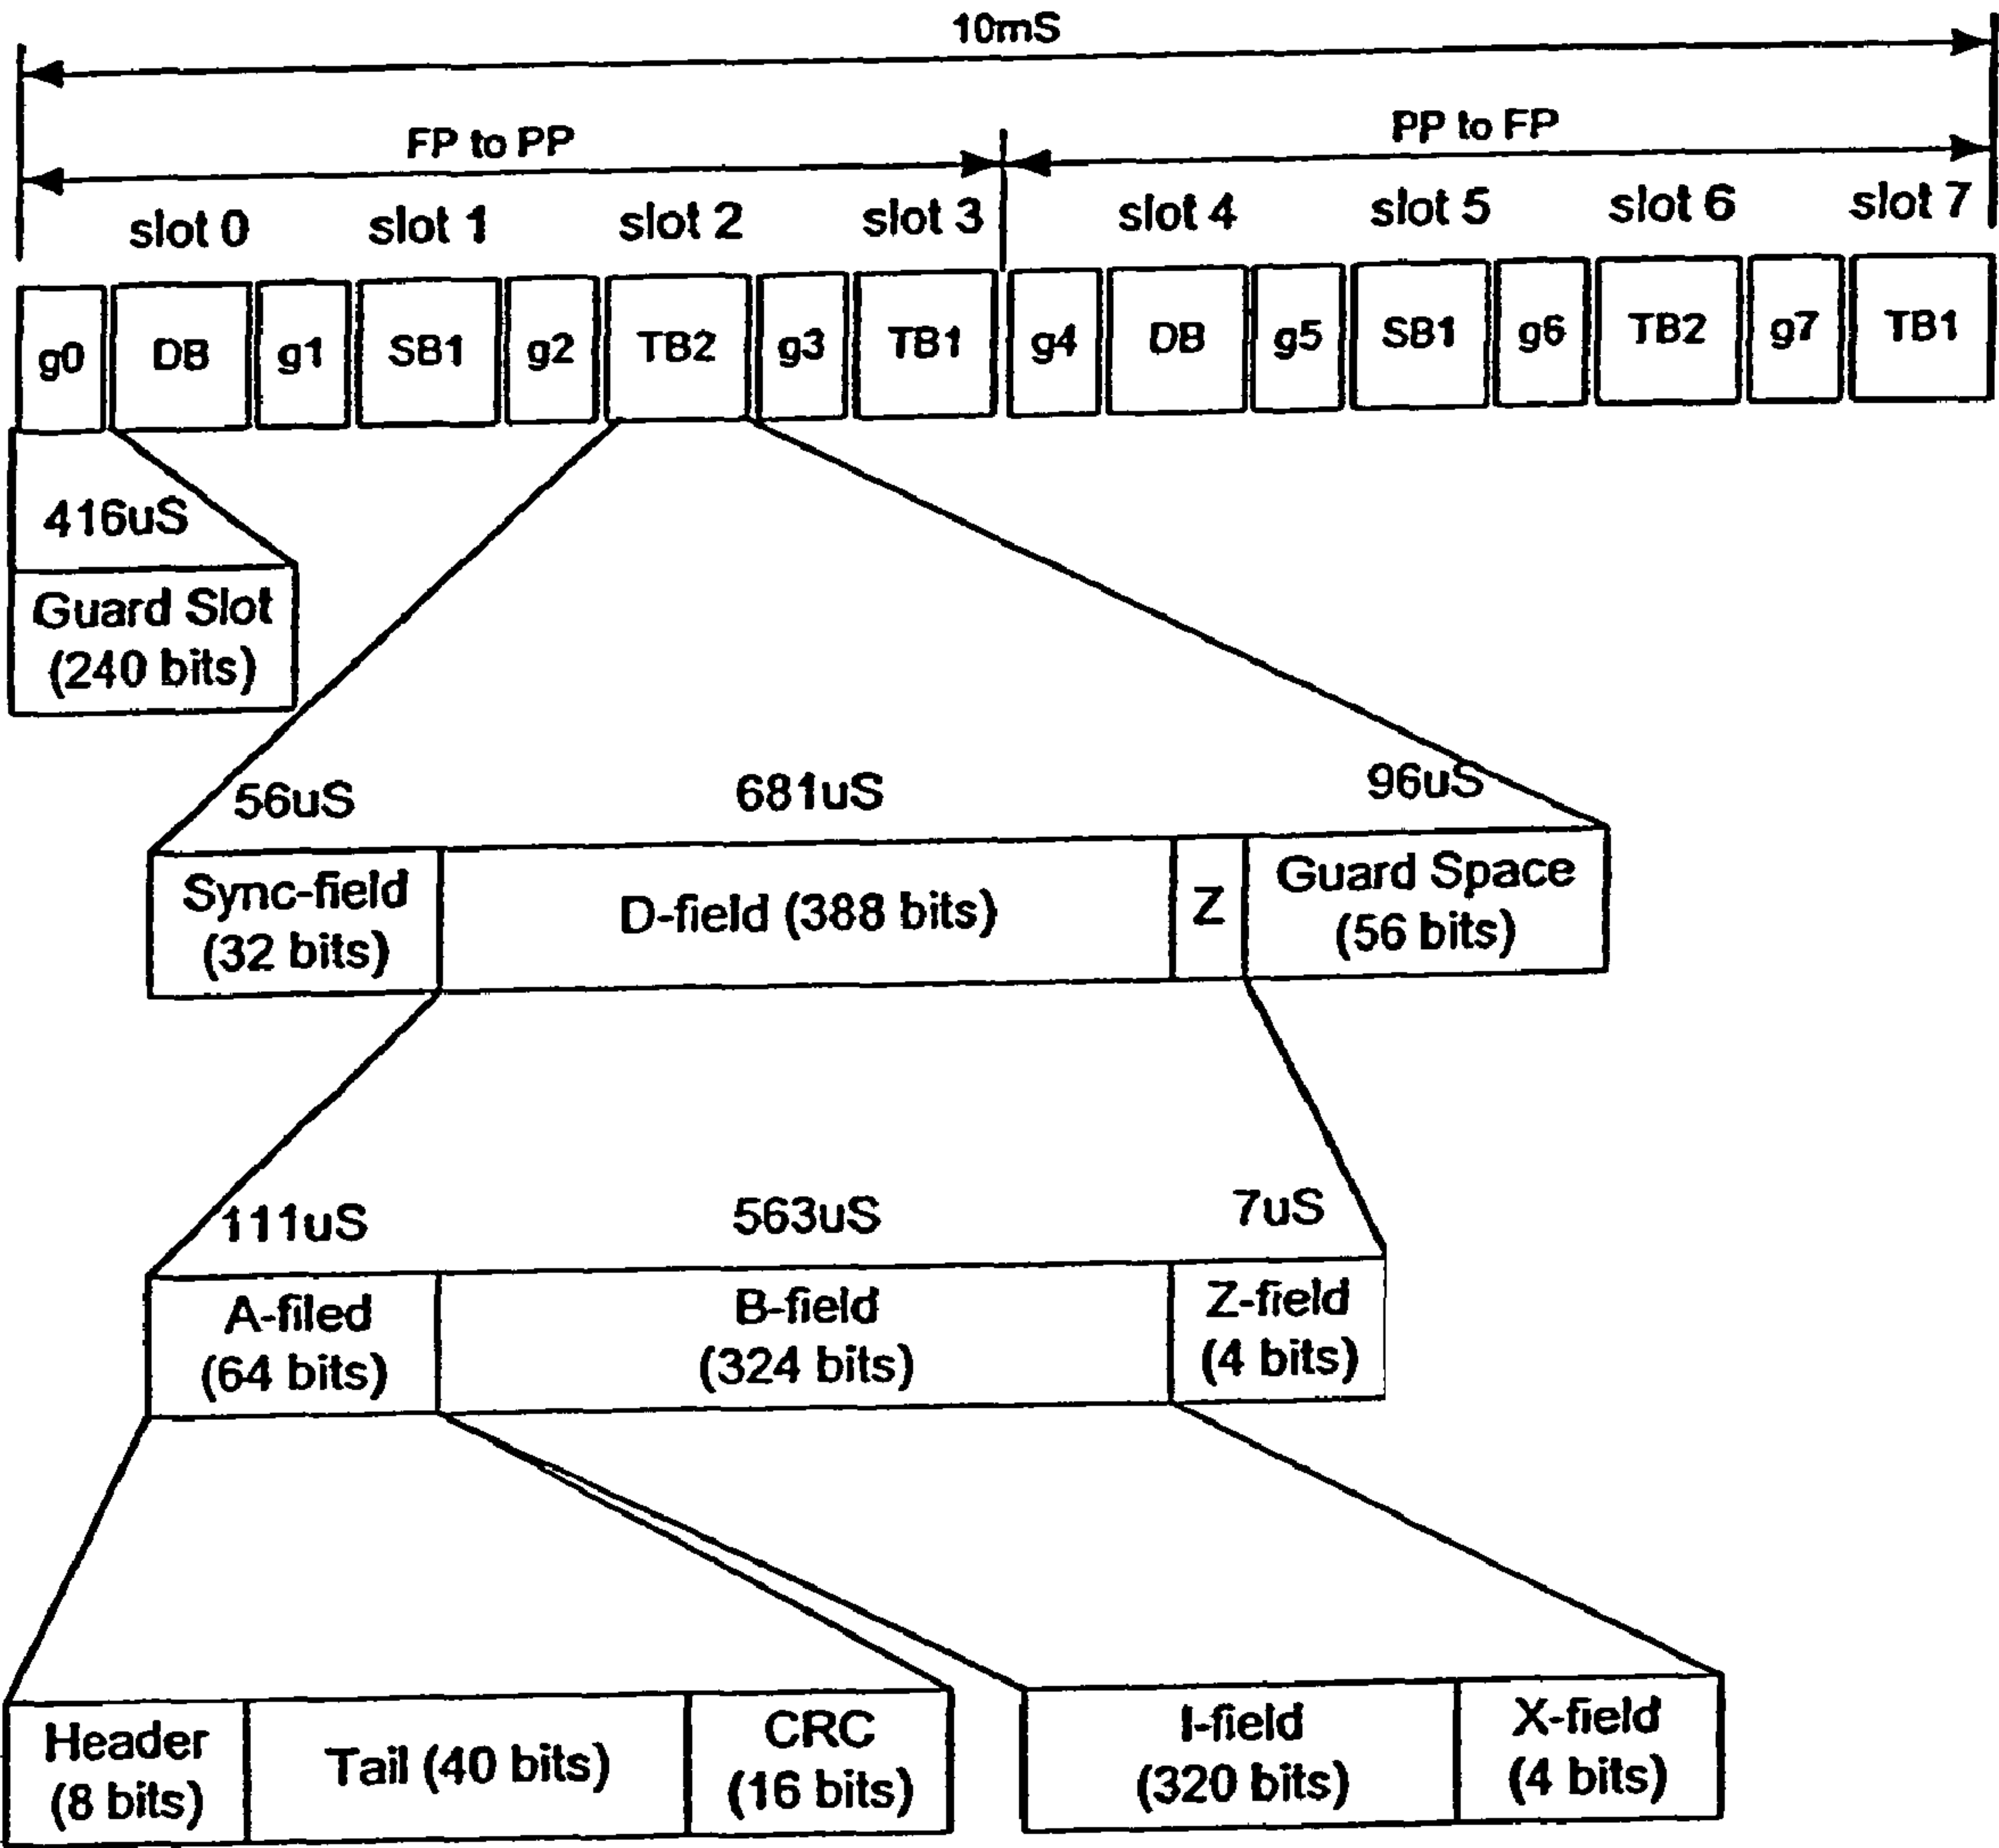 10mS
FP to PP
PP to FP
slot 0 slot 1 slot 2 slot 3 slot 4 slot 5 slot 6 slot 7
g0 DB g1 SB1 g2 TB2 g3 TB1 g4 DB g5 SB1 g6 TB2 g7 TB1
416uS
Guard Slot
(240 bits)
56uS 681uS 96uS
Sync-field
(32 bits)
D-field (388 bits)
Z
Guard Space
(56 bits)
111uS 563uS 7uS
A-filed
(64 bits)
B-field
(324 bits)
Z-field
(4 bits)
Header
(8 bits)
Tail (40 bits)
CRC
(16 bits)
I-field
(320 bits)
X-field
(4 bits)